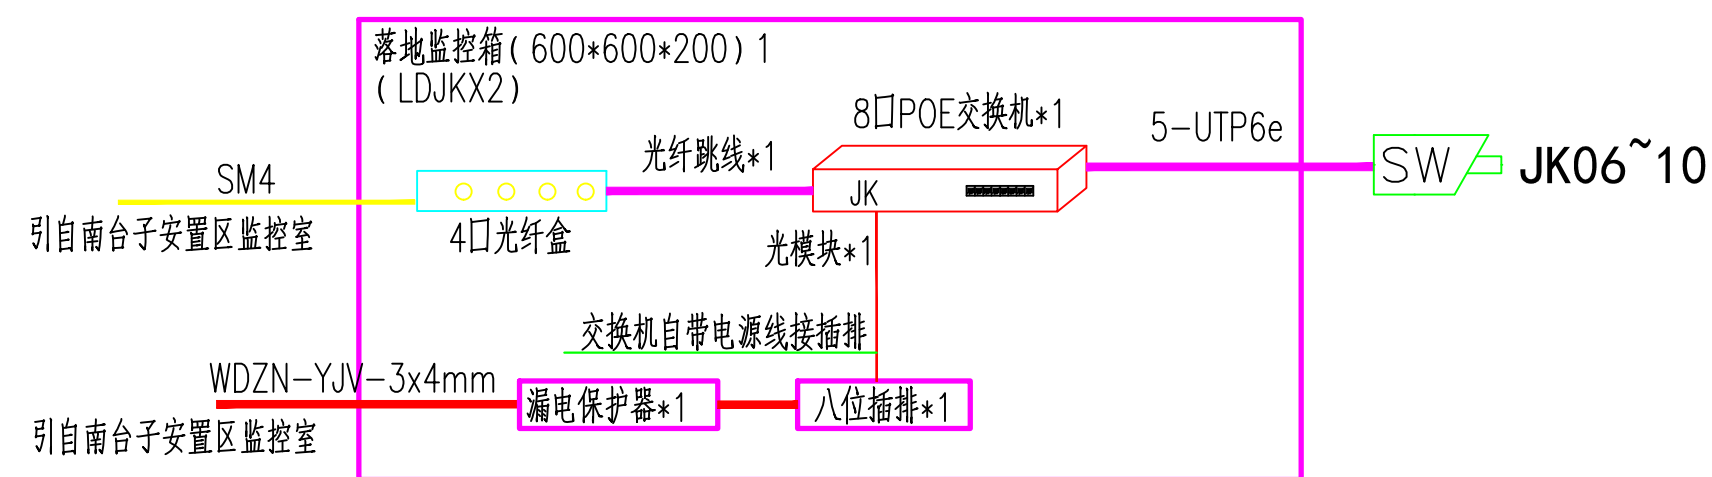 落地监控箱(600*600*200)1
(LDJKX2)
8口POE交换机*1
5-UTP6e
光纤跳线*1
SM4
SW
JK06~10
JK
引自南台子安置区监控室
4口光纤盒
光模块*1
交换机自带电源线接插排
WDZN-YJV-3x4mm
漏电保护器*1
八位插排*1
引自南台子安置区监控室